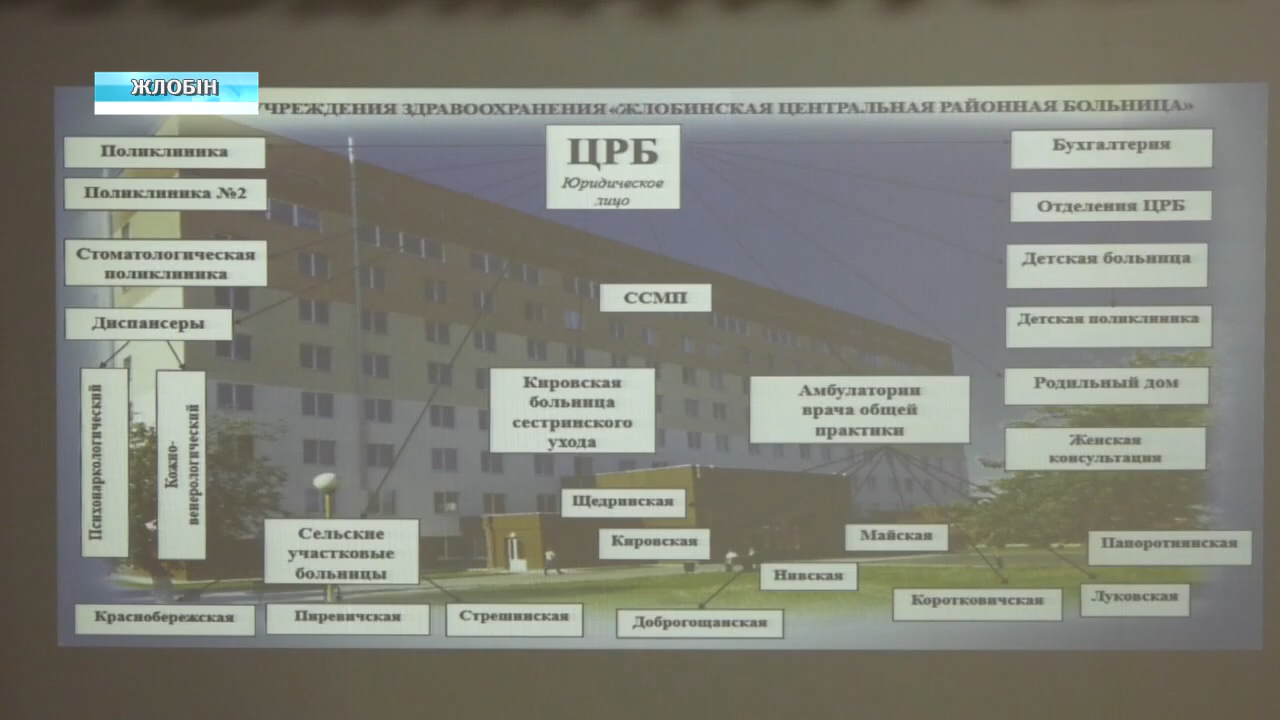 ЖЛОБІН
УЧРЕЖДЕНИЯ ЗДРАВООХРАНЕНИЯ «ЖЛОБИНСКАЯ ЦЕНТРАЛЬНАЯ РАЙОННАЯ БОЛЬНИЦА»
ЦРБ
Юридическое
лицо
Поликлиника
Поликлиника №2
Стоматологическая
поликлиника
Диспансеры
Психонаркологический
Кожно-
венерологический
ССМП
Бухгалтерия
Отделения ЦРБ
Детская больница
Детская поликлиника
Родильный дом
Женская
консультация
Кировская
больница
сестринского
ухода
Амбулатории
врача общей
практики
Сельские
участковые
больницы
Щедринская
Кировская
Майская
Папоротнянская
Нивская
Краснобережская
Пиревичская
Стрешинская
Доброгощанская
Коротковичская
Луковская